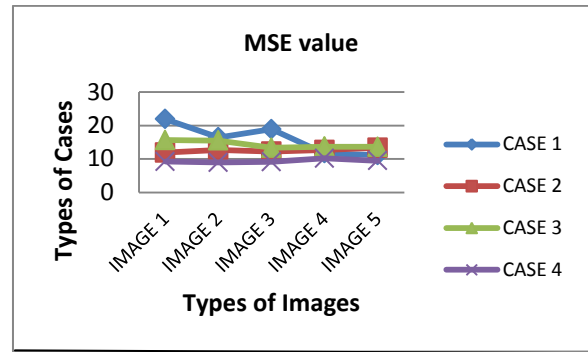 MSE value
Types of Cases
30
20
10
0
IMAGE 1
IMAGE 2
IMAGE 3
IMAGE 4
IMAGE 5
Types of Images
CASE 1
CASE 2
CASE 3
CASE 4